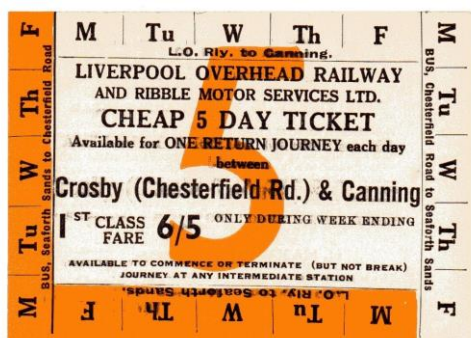 M Tu W Th F
L.O. Rly. to Canning.
LIVERPOOL OVERHEAD RAILWAY
AND RIBBLE MOTOR SERVICES LTD.
CHEAP 5 DAY TICKET
Available for ONE RETURN JOURNEY each day
between
Crosby (Chesterfield Rd.) & Canning
1ST CLASS FARE 6/5 ONLY DURING WEEK ENDING
AVAILABLE TO COMMENCE OR TERMINATE (BUT NOT BREAK)
JOURNEY AT ANY INTERMEDIATE STATION
5
M Tu W Th F
BUS, Seaforth Sands to Chesterfield Road
M Tu W Th F
BUS, Chesterfield Road to Seaforth Sands
L.O. Rly. to Seaforth Sands.
M Tu W Th F